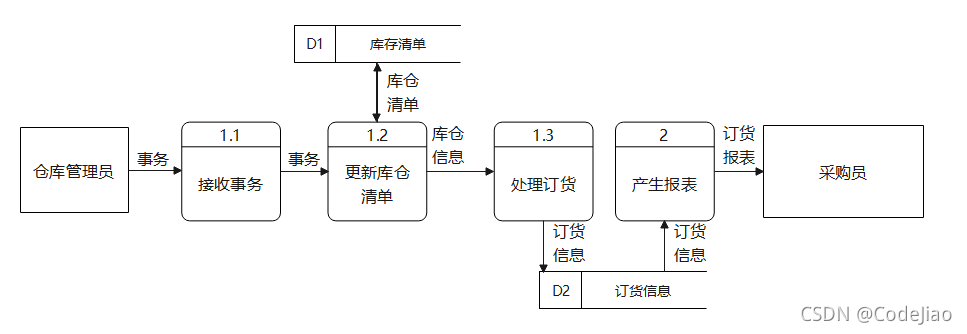 D1
库存清单
库仓
清单
仓库管理员
事务
1.1
接收事务
事务
1.2
更新库仓
清单
库仓
信息
1.3
处理订货
2
产生报表
订货
报表
采购员
订货
信息
订货
信息
D2
订货信息
CSDN @CodeJiao